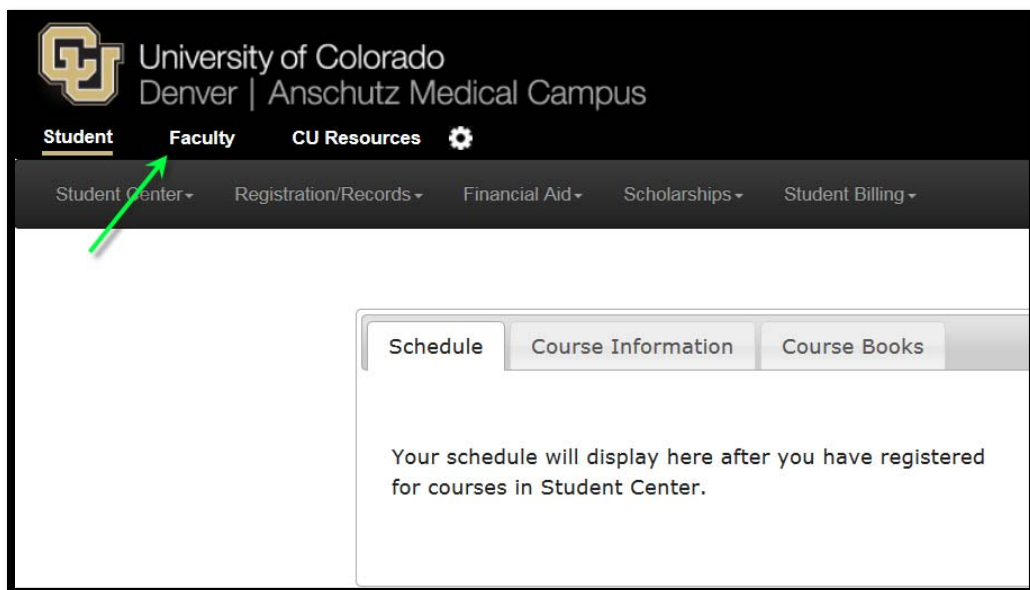 CU
University of Colorado
Denver | Anschutz Medical Campus
Student Faculty CU Resources
Student Center Registration/Records Financial Aid Scholarships Student Billing
Schedule Course Information Course Books
Your schedule will display here after you have registered
for courses in Student Center.